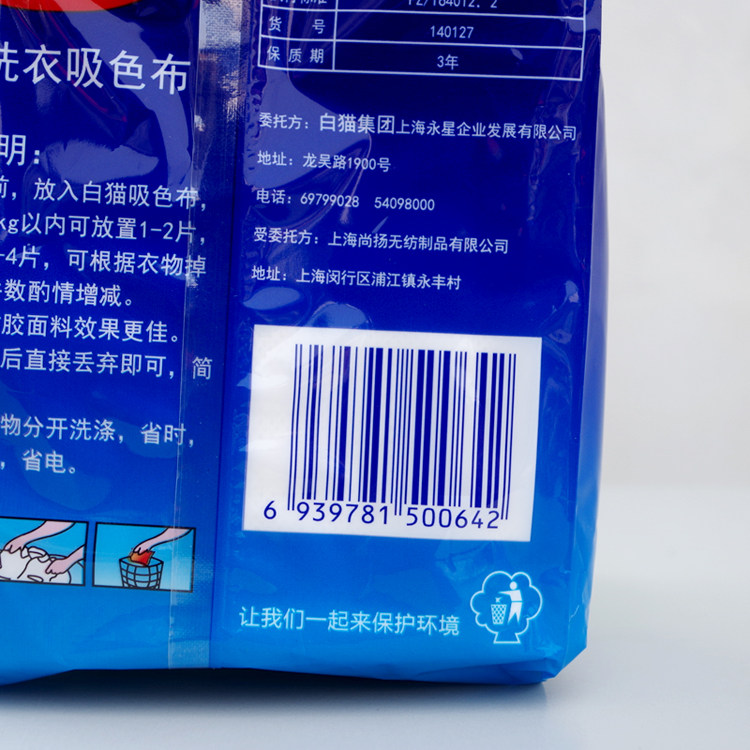 洗衣吸色布
明：
前，放入白猫吸色布，
kg以内可放置1-2片，
-4片，可根据衣物掉
件数酌情增减。
胶面料效果更佳。
后直接丢弃即可，简
物分开洗涤，省时，
，省电。
FZ/T64012.2
货号 140127
保质期 3年
委托方：白猫集团上海永星企业发展有限公司
地址：龙吴路1900号
电话：69799028 54098000
受委托方：上海尚扬无纺制品有限公司
地址：上海闵行区浦江镇永丰村
6 939781 500642
让我们一起来保护环境